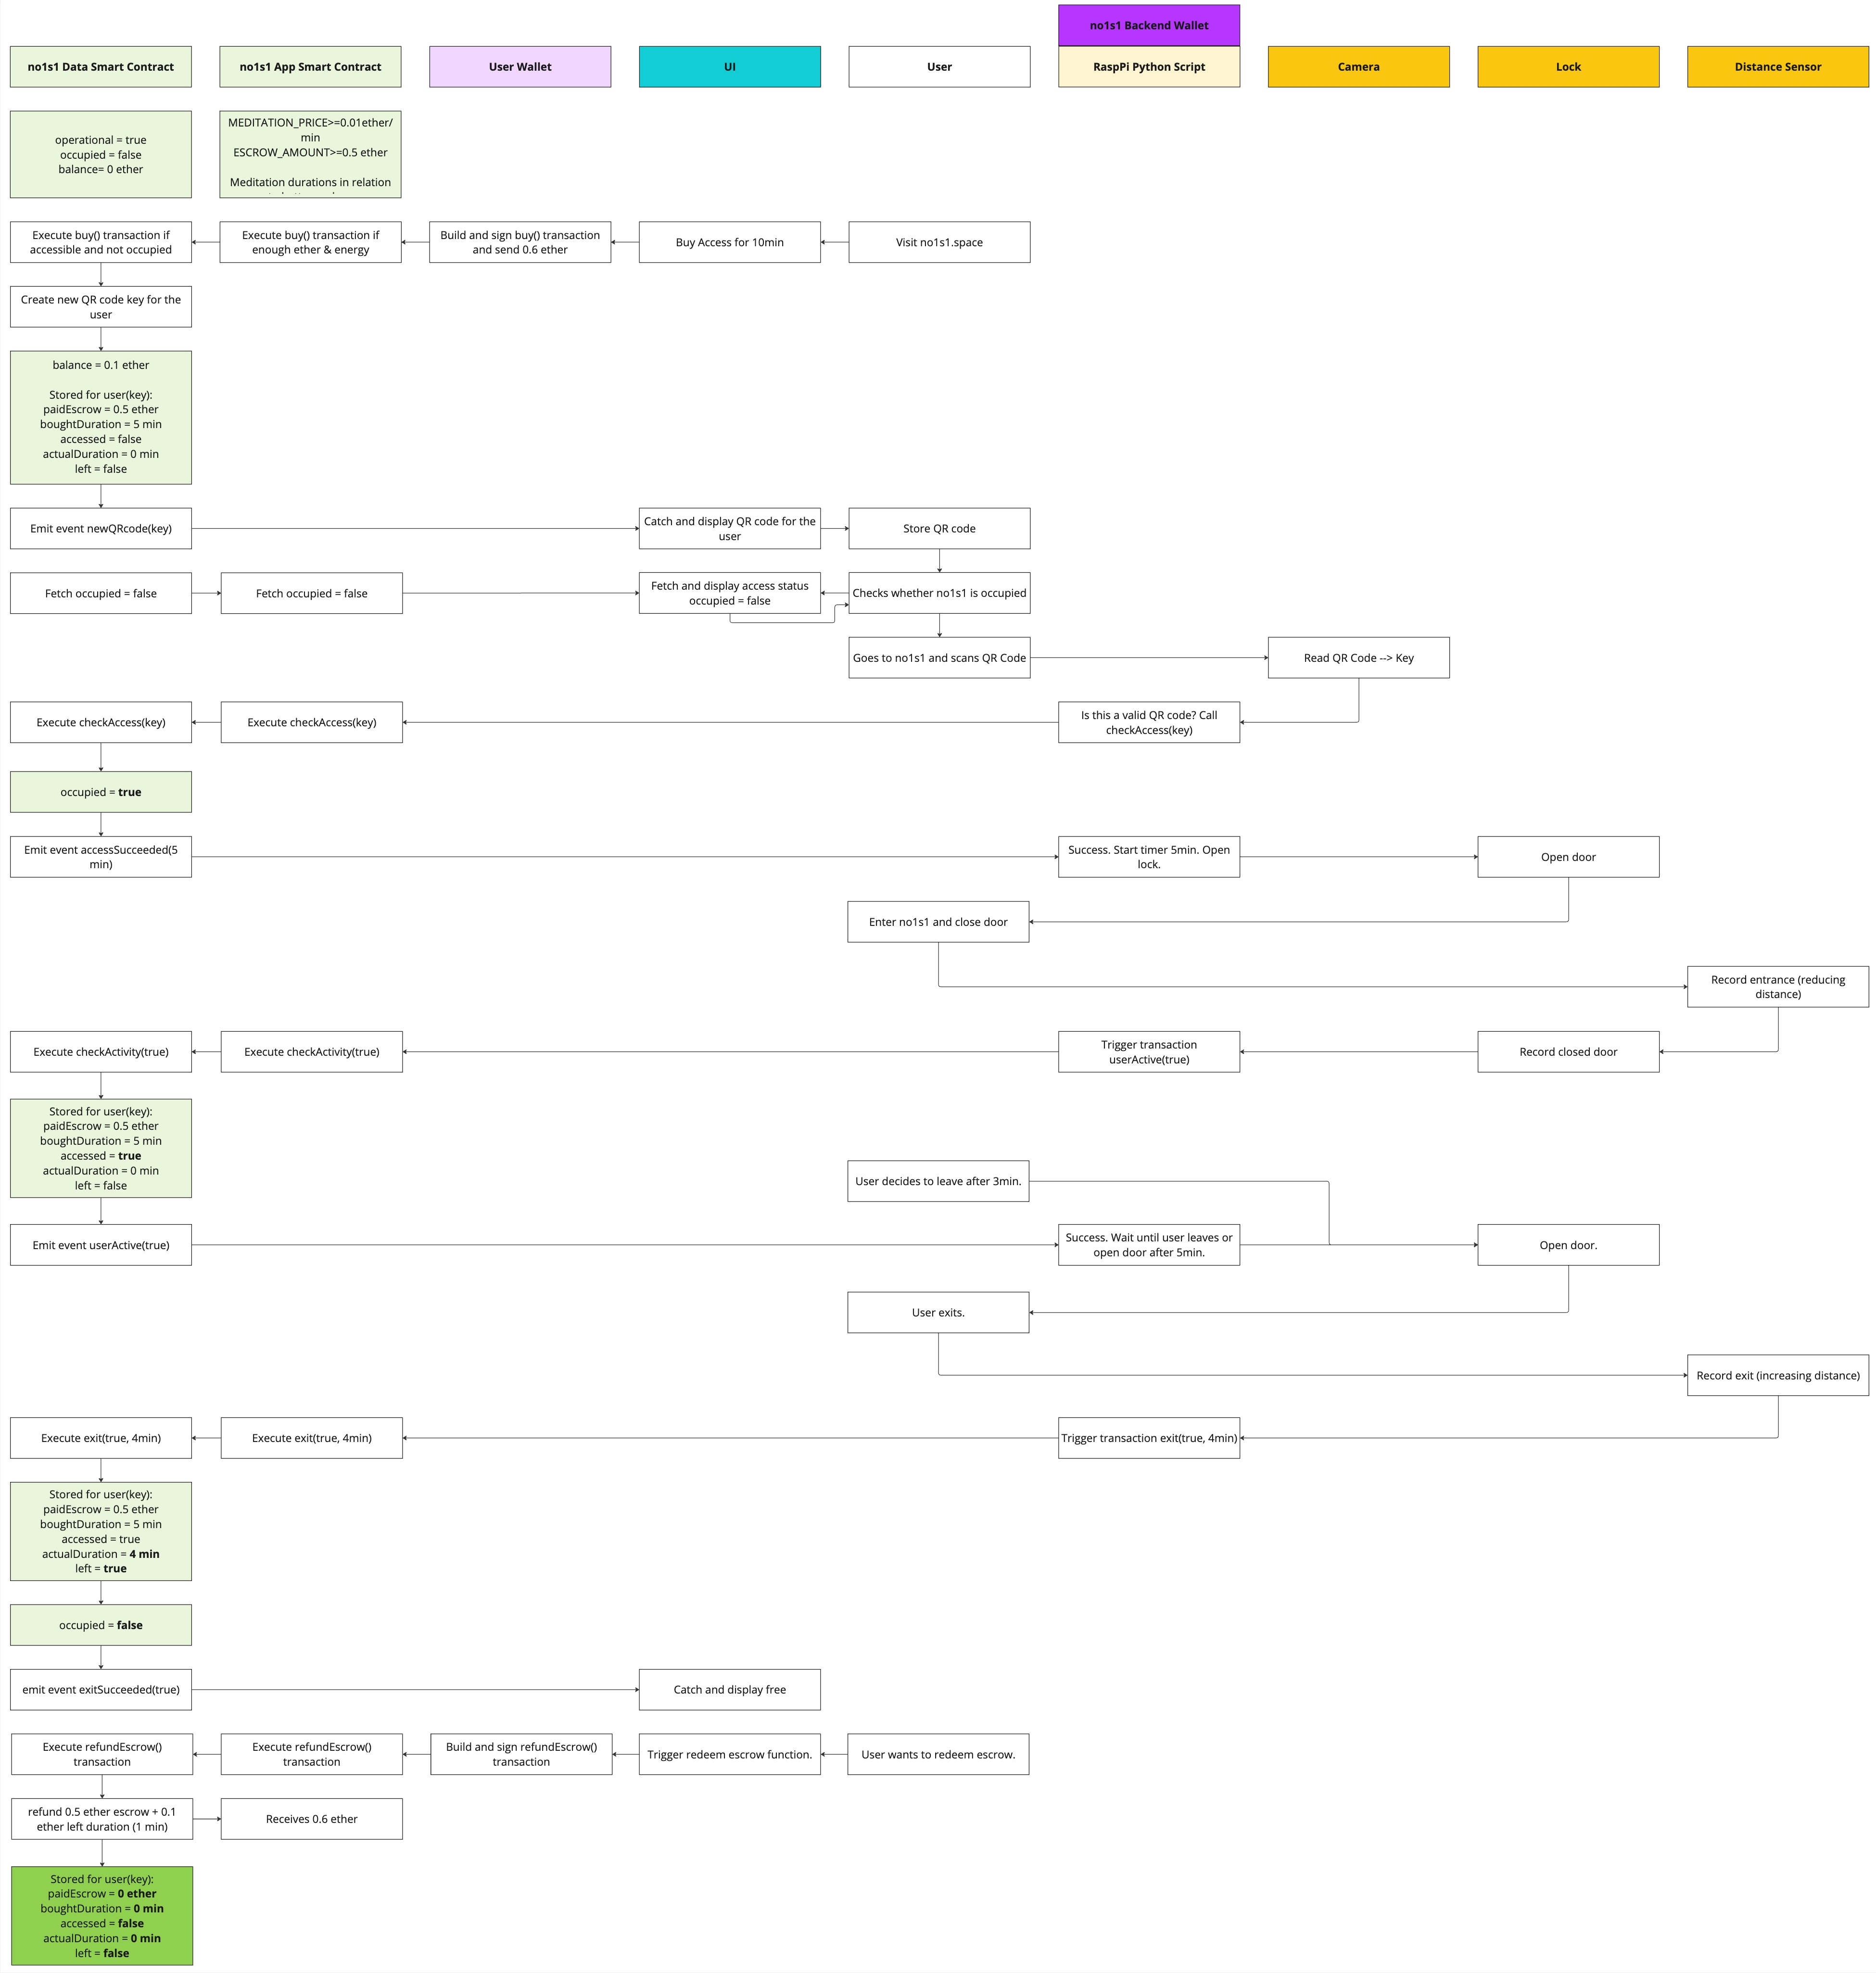 no1s1 Backend Wallet
no1s1 Data Smart Contract
no1s1 App Smart Contract
User Wallet
UI
User
RaspPi Python Script
Camera
Lock
Distance Sensor
operational = true
occupied = false
balance= 0 ether
MEDITATION_PRICE>=0.01ether/
min
ESCROW_AMOUNT>=0.5 ether
Meditation durations in relation
Execute buy() transaction if
accessible and not occupied
Execute buy() transaction if
enough ether & energy
Build and sign buy() transaction
and send 0.6 ether
Buy Access for 10min
Visit no1s1.space
Create new QR code key for the
user
balance = 0.1 ether
Stored for user(key):
paidEscrow = 0.5 ether
boughtDuration = 5 min
accessed = false
actualDuration = 0 min
left = false
Emit event newQRcode(key)
Catch and display QR code for the
user
Store QR code
Fetch occupied = false
Fetch occupied = false
Fetch and display access status
occupied = false
Checks whether no1s1 is occupied
Goes to no1s1 and scans QR Code
Read QR Code --> Key
Execute checkAccess(key)
Execute checkAccess(key)
Is this a valid QR code? Call
checkAccess(key)
occupied = true
Emit event accessSucceeded(5
min)
Success. Start timer 5min. Open
lock.
Open door
Enter no1s1 and close door
Record entrance (reducing
distance)
Execute checkActivity(true)
Execute checkActivity(true)
Trigger transaction
userActive(true)
Record closed door
Stored for user(key):
paidEscrow = 0.5 ether
boughtDuration = 5 min
accessed = true
actualDuration = 0 min
left = false
User decides to leave after 3min.
Emit event userActive(true)
Success. Wait until user leaves or
open door after 5min.
Open door.
User exits.
Record exit (increasing distance)
Execute exit(true, 4min)
Execute exit(true, 4min)
Trigger transaction exit(true, 4min)
Stored for user(key):
paidEscrow = 0.5 ether
boughtDuration = 5 min
accessed = true
actualDuration = 4 min
left = true
occupied = false
emit event exitSucceeded(true)
Catch and display free
Execute refundEscrow()
transaction
Execute refundEscrow()
transaction
Build and sign refundEscrow()
transaction
Trigger redeem escrow function.
User wants to redeem escrow.
refund 0.5 ether escrow + 0.1
ether left duration (1 min)
Receives 0.6 ether
Stored for user(key):
paidEscrow = 0 ether
boughtDuration = 0 min
accessed = false
actualDuration = 0 min
left = false